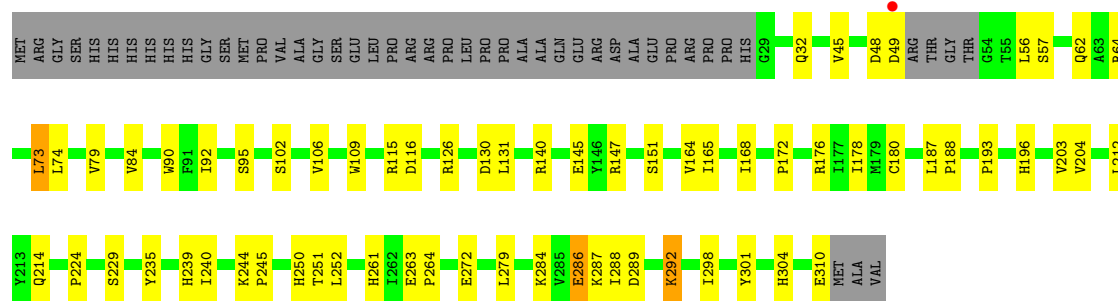 MET ARG GLY SER HIS HIS HIS HIS HIS HIS GLY SER MET PRO VAL ALA GLY SER GLU LEU PRO ARG ARG PRO LEU PRO PRO ALA ALA GLN GLU ARG ASP ALA GLU ARG PRO PRO HIS G29 Q32 V45 D48 D49 ARG THR GLY THR G54 T55 L56 S57 Q62 A63
L73 L74 V79 V84 W90 F91 I92 S95 S102 V106 W109 R115 D116 R126 D130 L131 R140 E145 Y146 R147 S151 V164 I165 I168 P172 R176 I177 I178 M179 C180 L187 P188 P193 H196 V203 V204
Y213 Q214 P224 S229 Y235 H239 I240 K244 P245 H250 T251 L252 H261 I262 E263 P264 E272 L279 K284 V285 E286 K287 I288 D289 K292 I298 Y301 H304 E310 MET ALA VAL